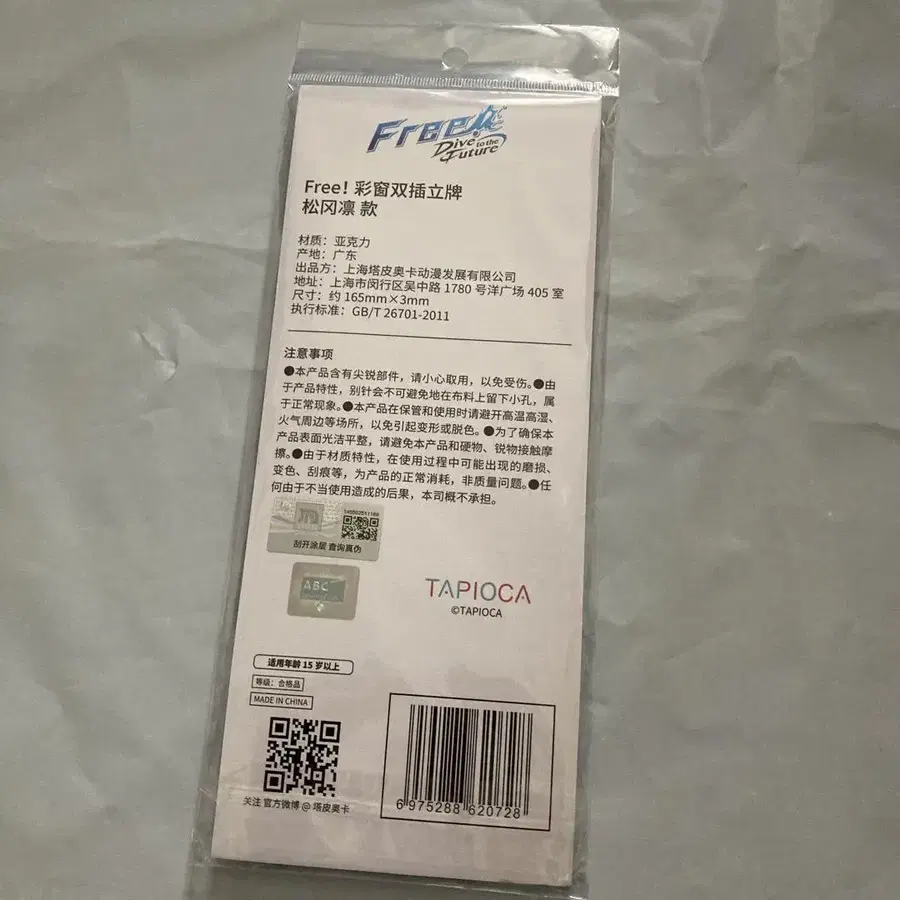 Free!
Dive to the Future
Free! 彩窗双插立牌
松冈凛 款
材质：亚克力
产地：广东
出品方：上海塔皮奥卡动漫发展有限公司
地址：上海市闵行区吴中路 1780 号洋广场 405 室
尺寸：约 165mm×3mm
执行标准：GB/T 26701-2011
注意事项
●本产品含有尖锐部件，请小心取用，以免受伤。●由
于产品特性，别针会不可避免地在布料上留下小孔，属
于正常现象。●本产品在保管和使用时请避开高温高湿、
火气周边等场所，以免引起变形或脱色。●为了确保本
产品表面光洁平整，请避免本产品和硬物、锐物接触摩
擦。●由于材质特性，在使用过程中可能出现的磨损、
变色、刮痕等，为产品的正常消耗，非质量问题。●任
何由于不当使用造成的后果，本司概不承担。
刮开涂层 查询真伪
ABC
TAPIOCA
©TAPIOCA
适用年龄 15 岁以上
等级：合格品
MADE IN CHINA
关注 官方微博 @ 塔皮奥卡
6 975288 620728